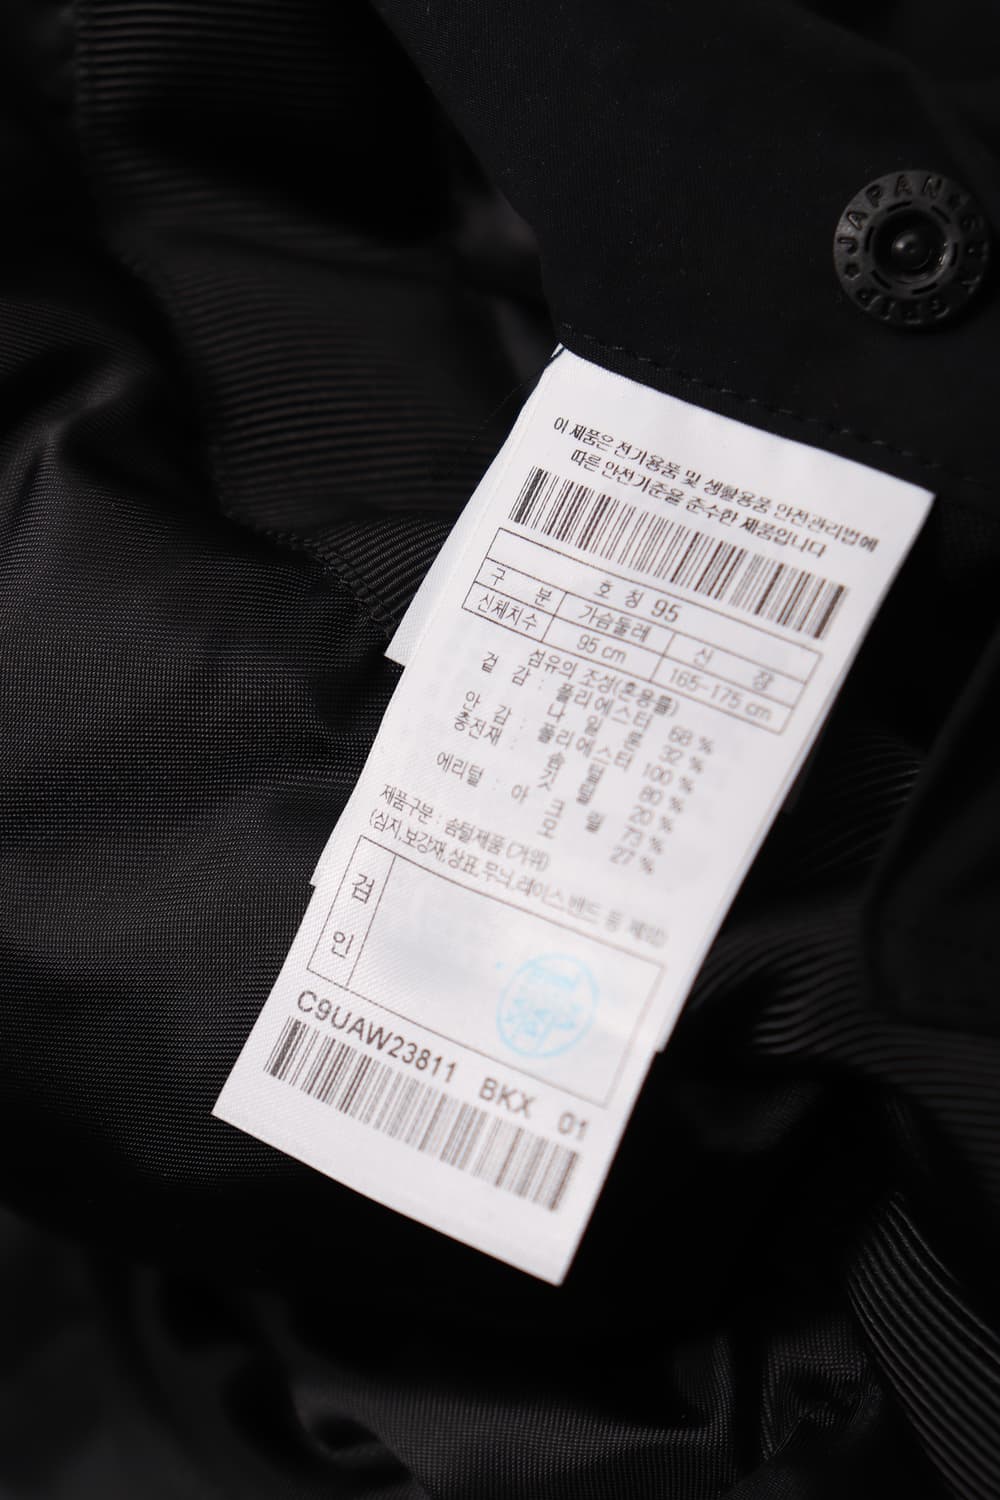 JAPAN ★ SLY GRIP ★
이 제품은 전기용품 및 생활용품 안전관리법에
따른 안전기준을 준수한 제품입니다
호 칭 95
구 분 가슴둘레 신 장
신체치수 95 cm 165-175 cm
섬유의 조성(혼용률)
겉 감 : 폴리에스터 68 %
나 일 론 32 %
안 감 : 폴리에스터 100 %
충전재 : 솜 털 80 %
깃 털 20 %
에리털 : 아 크 릴 73 %
모 27 %
제품구분 : 솜털제품 (거위)
(심지,보강재,상표,무늬,레이스,밴드 등 제외)
검 인
C9UAW23811 BKX 01